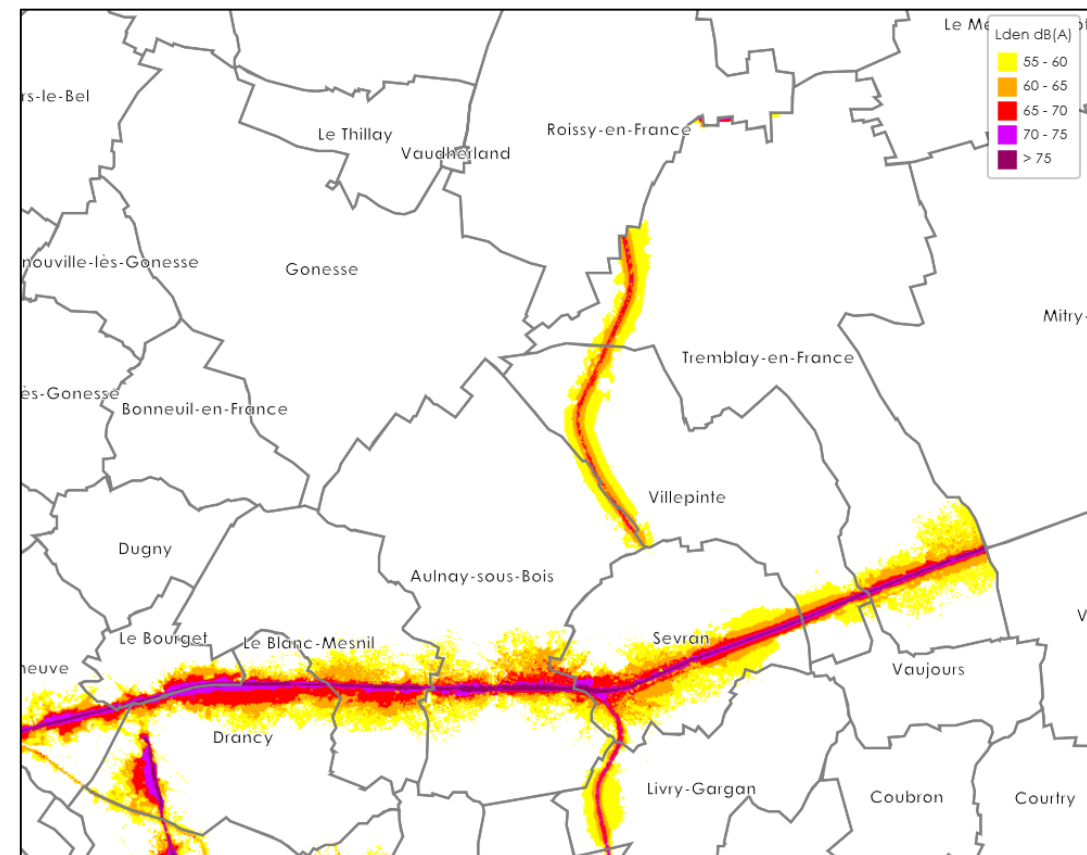 Lden dB(A)
55 - 60
60 - 65
65 - 70
70 - 75
> 75
rs-le-Bel
Le Thillay
Roissy-en-France
Vaudherland
nouville-lès-Gonesse
Gonesse
Mitry-
Tremblay-en-France
ès-Gonesse
Bonneuil-en-France
Villepinte
Dugny
Aulnay-sous-Bois
Le Bourget
Le Blanc-Mesnil
Sevran
neuve
Vaujours
Drancy
Livry-Gargan
Coubron
Courtry